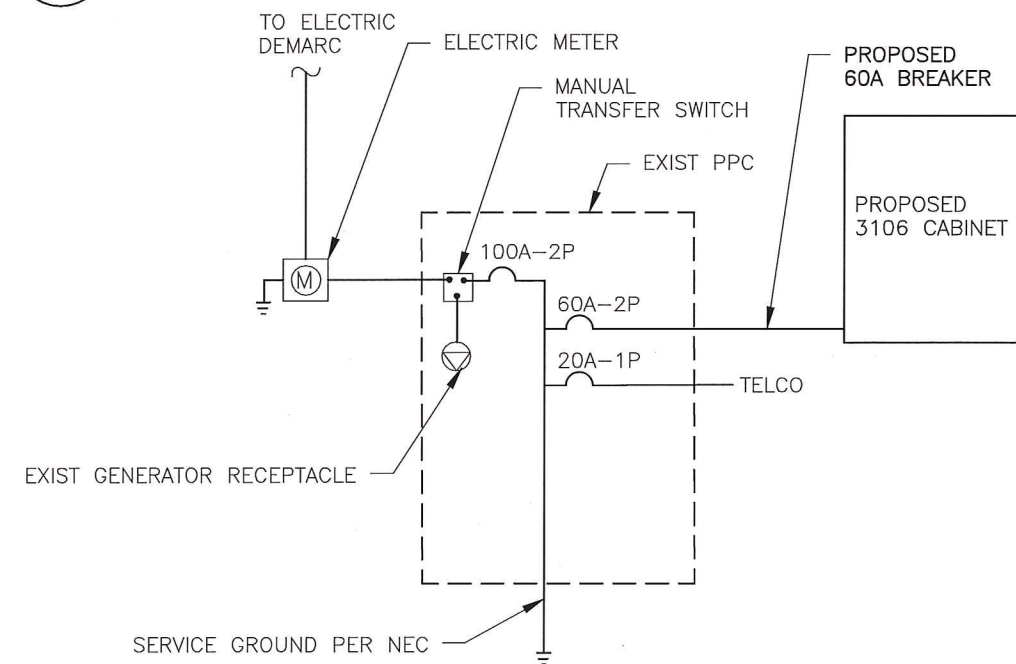 TO ELECTRIC
DEMARC
ELECTRIC METER
PROPOSED
60A BREAKER
MANUAL
TRANSFER SWITCH
EXIST PPC
PROPOSED
3106 CABINET
100A-2P
M
60A-2P
20A-1P
TELCO
EXIST GENERATOR RECEPTACLE
SERVICE GROUND PER NEC